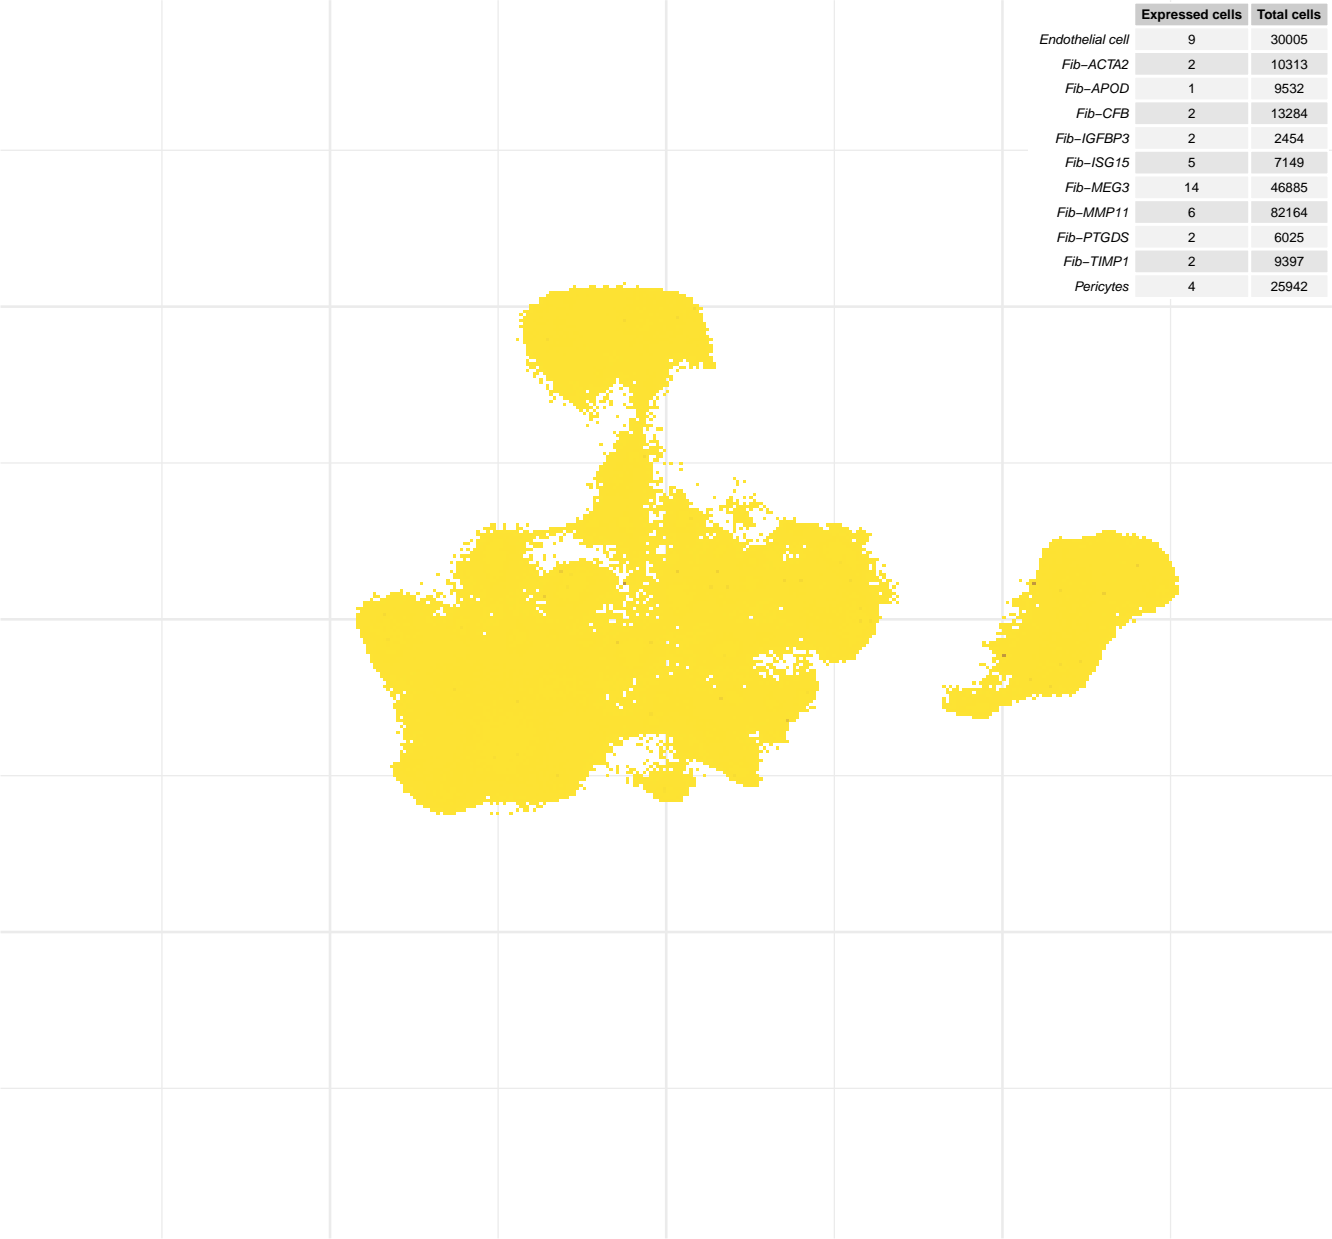 Expressed cells Total cells
Endothelial cell 9 30005
Fib−ACTA2 2 10313
Fib−APOD 1 9532
Fib−CFB 2 13284
Fib−IGFBP3 2 2454
Fib−ISG15 5 7149
Fib−MEG3 14 46885
Fib−MMP11 6 82164
Fib−PTGDS 2 6025
Fib−TIMP1 2 9397
Pericytes 4 25942